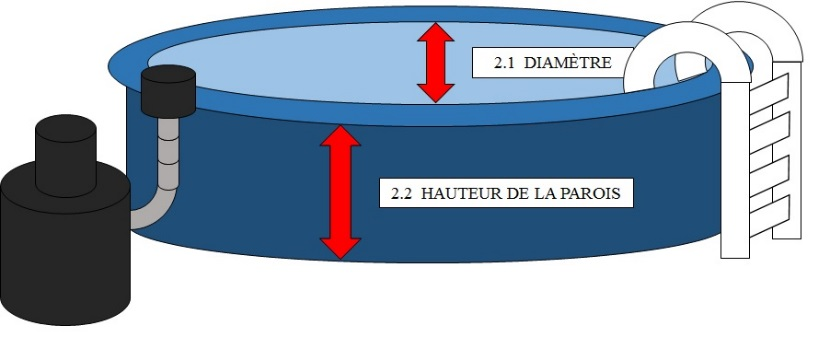 2.1 DIAMÈTRE
2.2 HAUTEUR DE LA PAROIS